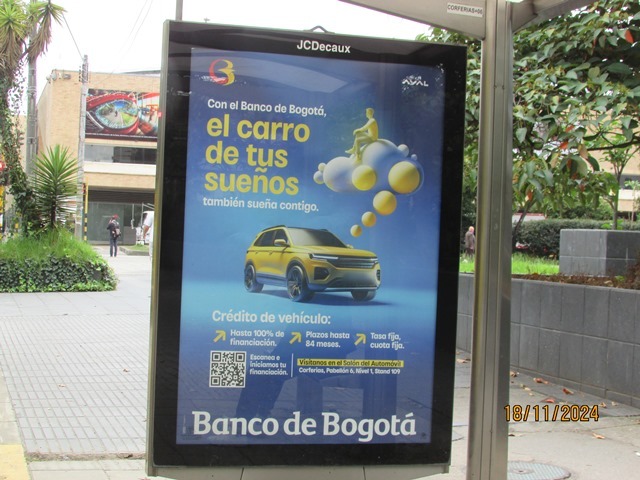 CORFERIAS
JCDecaux
AVAL
Con el Banco de Bogotá,
el carro
de tus
sueños
también sueña contigo.
Crédito de vehículo:
Hasta 100% de
financiación.
Plazos hasta
84 meses.
Tasa fija,
cuota fija.
Escanea e
iniciamos tu
financiación.
Visítanos en el Salón del Automóvil
Corferias, Pabellón 6, Nivel 1, Stand 109
Banco de Bogotá
18/11/2024